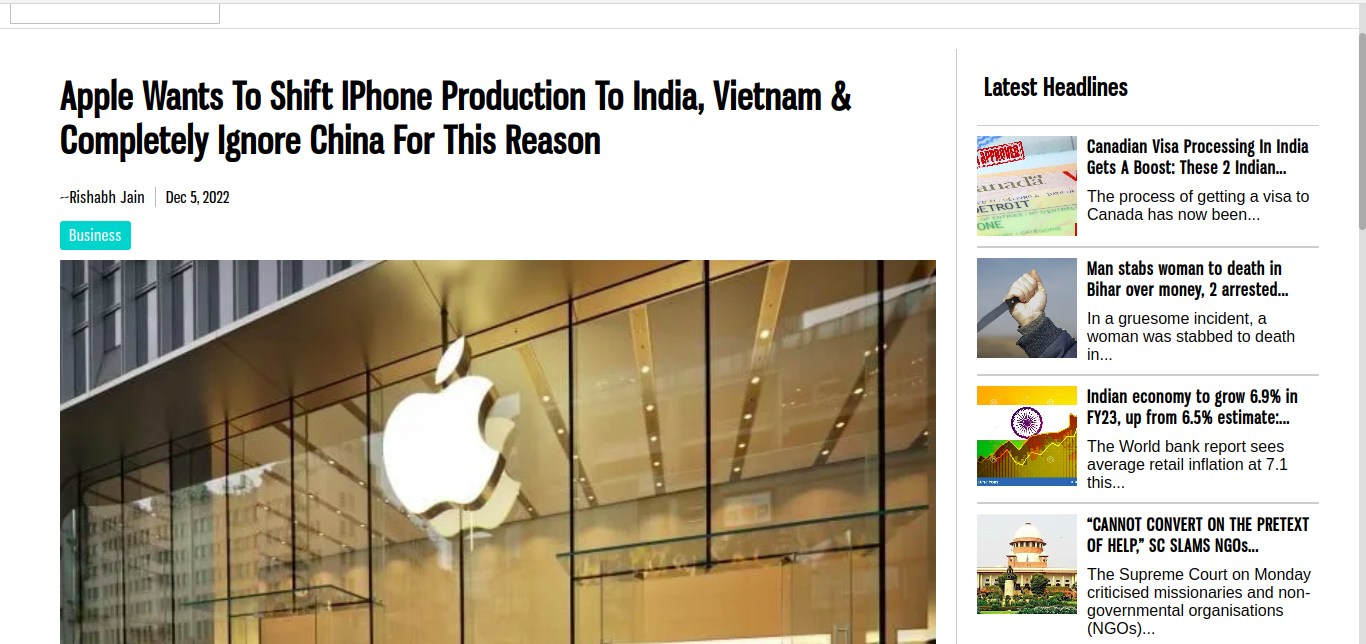 Apple Wants To Shift IPhone Production To India, Vietnam &
Completely Ignore China For This Reason
--Rishabh Jain
Dec 5, 2022
Business
Latest Headlines
APPROVED
anada
DETROIT
ONE
Canadian Visa Processing In India
Gets A Boost: These 2 Indian...
The process of getting a visa to
Canada has now been...
Man stabs woman to death in
Bihar over money, 2 arrested...
In a gruesome incident, a
woman was stabbed to death
in...
Indian economy to grow 6.9% in
FY23, up from 6.5% estimate:...
The World bank report sees
average retail inflation at 7.1
this...
“CANNOT CONVERT ON THE PRETEXT
OF HELP,” SC SLAMS NGOs...
The Supreme Court on Monday
criticised missionaries and non-
governmental organisations
(NGOs)...